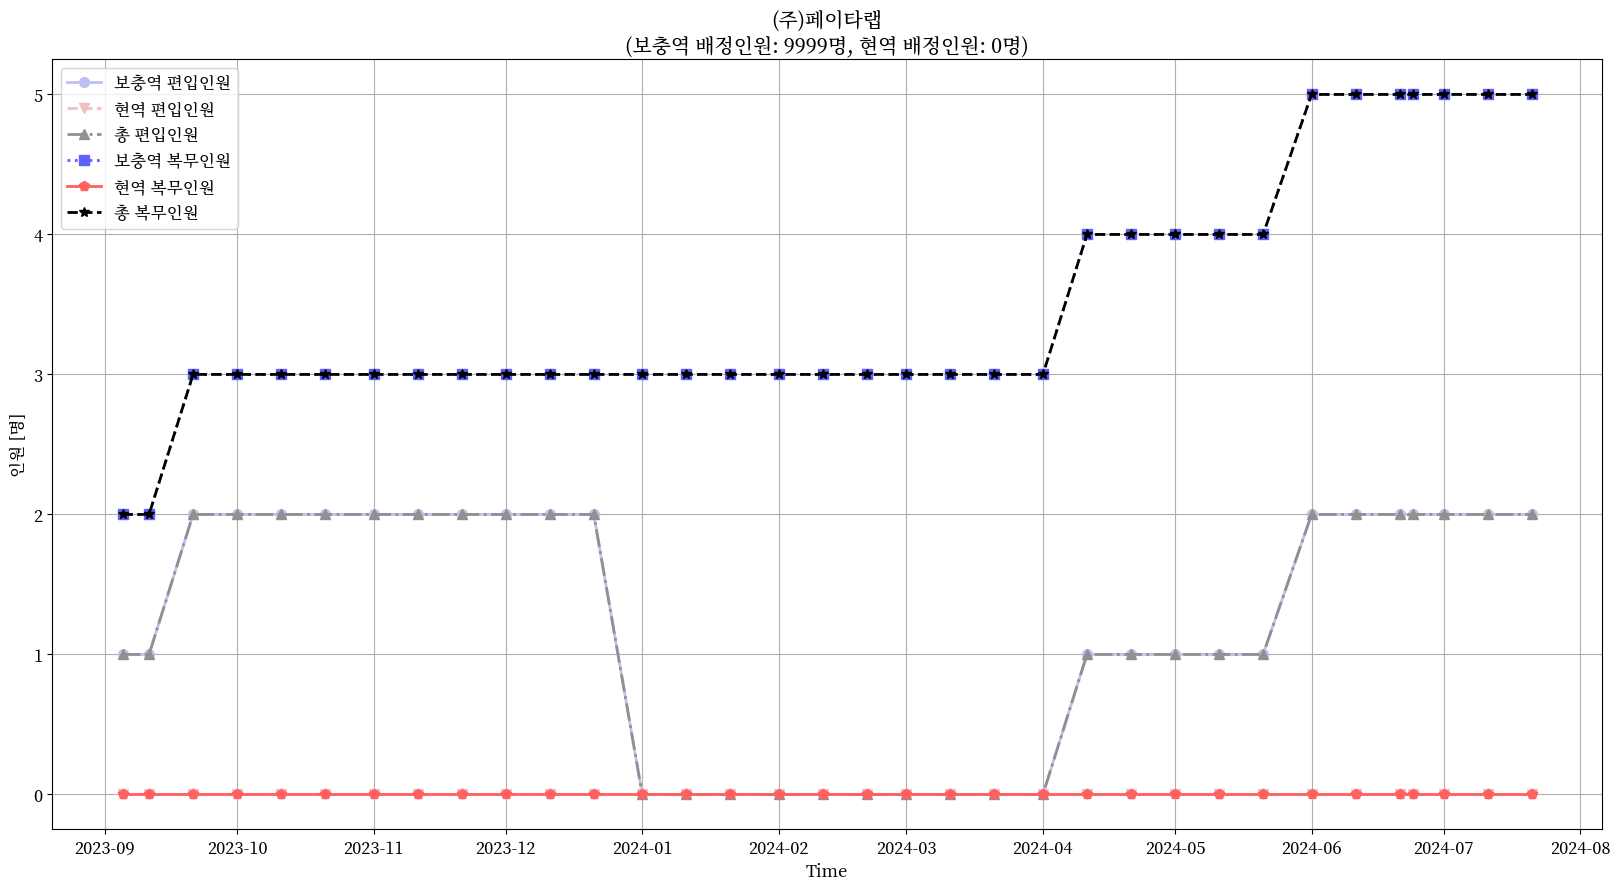 (주)페이타랩
(보충역 배정인원: 9999명, 현역 배정인원: 0명)
보충역 편입인원
현역 편입인원
총 편입인원
보충역 복무인원
현역 복무인원
총 복무인원
인원 [명]
5
4
3
2
1
0
2023-09 2023-10 2023-11 2023-12 2024-01 2024-02 2024-03 2024-04 2024-05 2024-06 2024-07 2024-08
Time